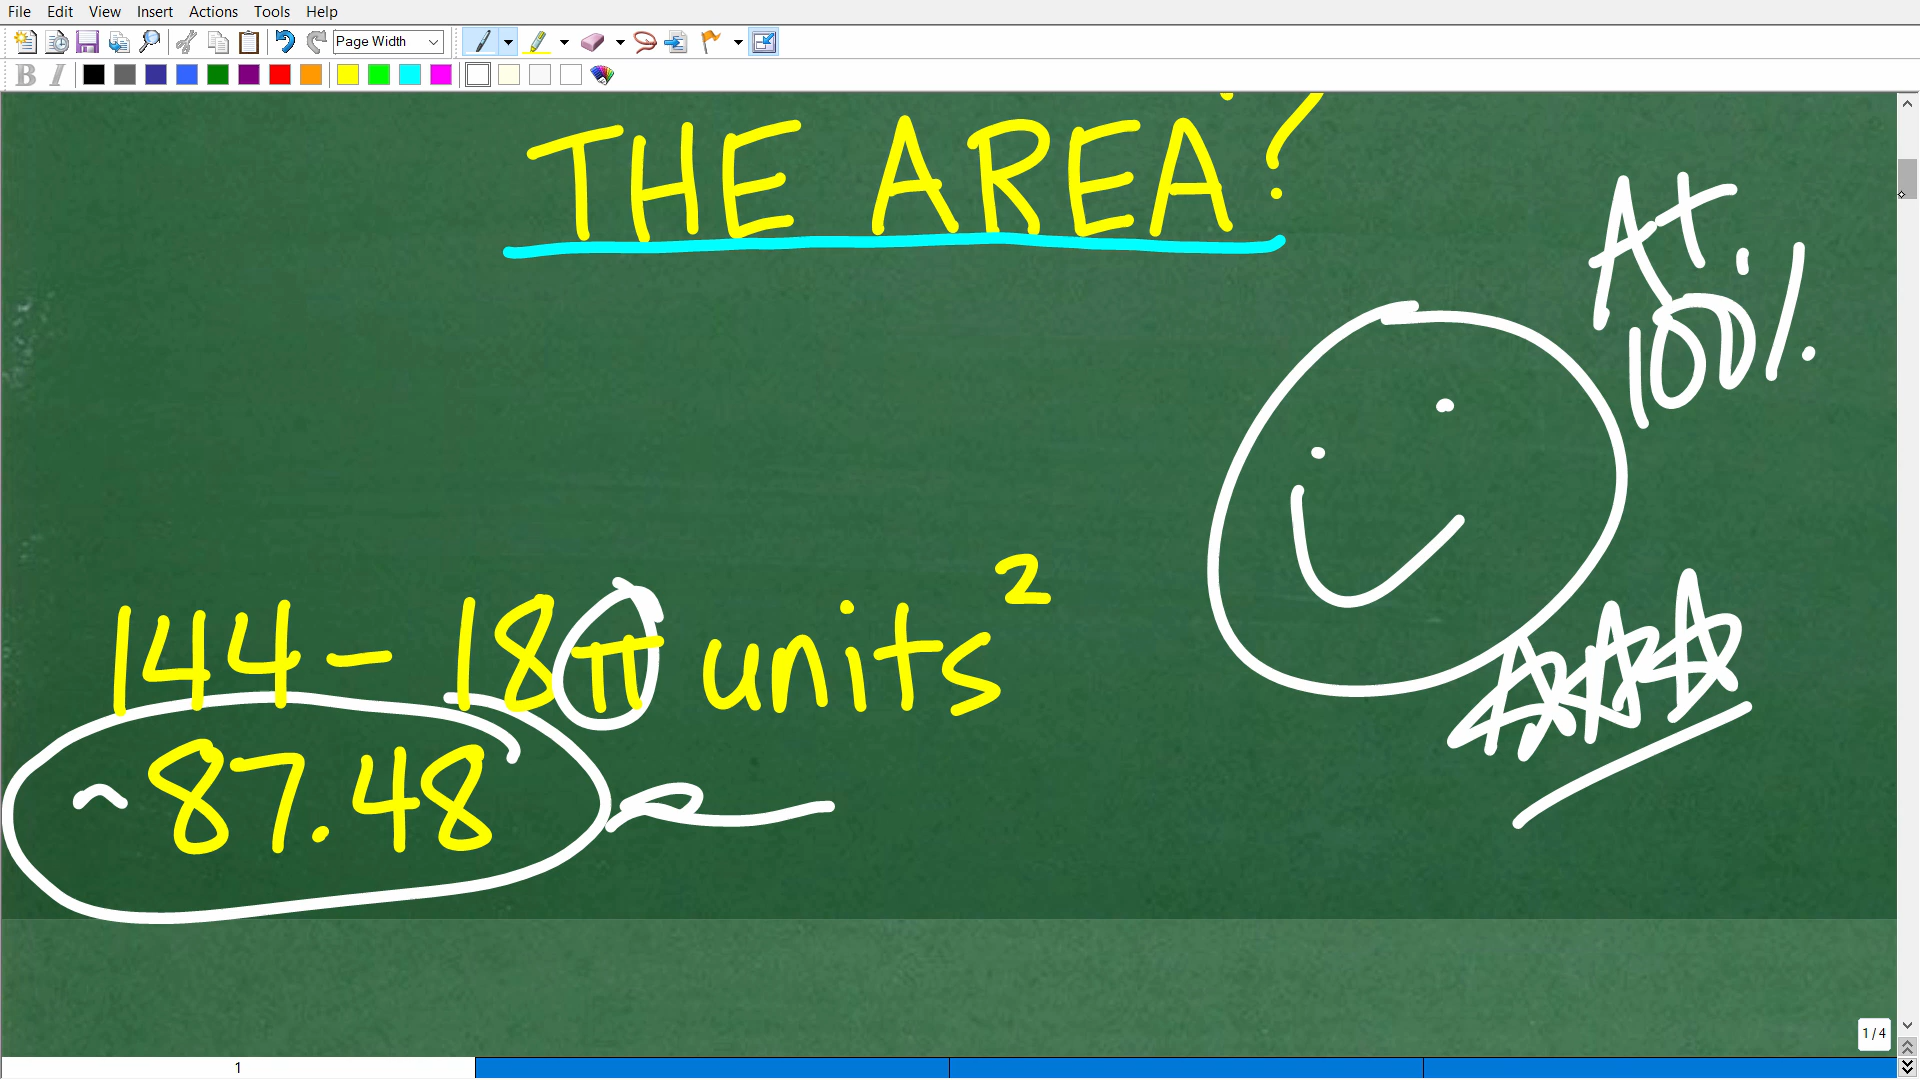 File Edit View Insert Actions Tools Help
Page Width
B I
THE AREA?
A+
100%
144 - 18π units²
~87.48
1 / 4
1